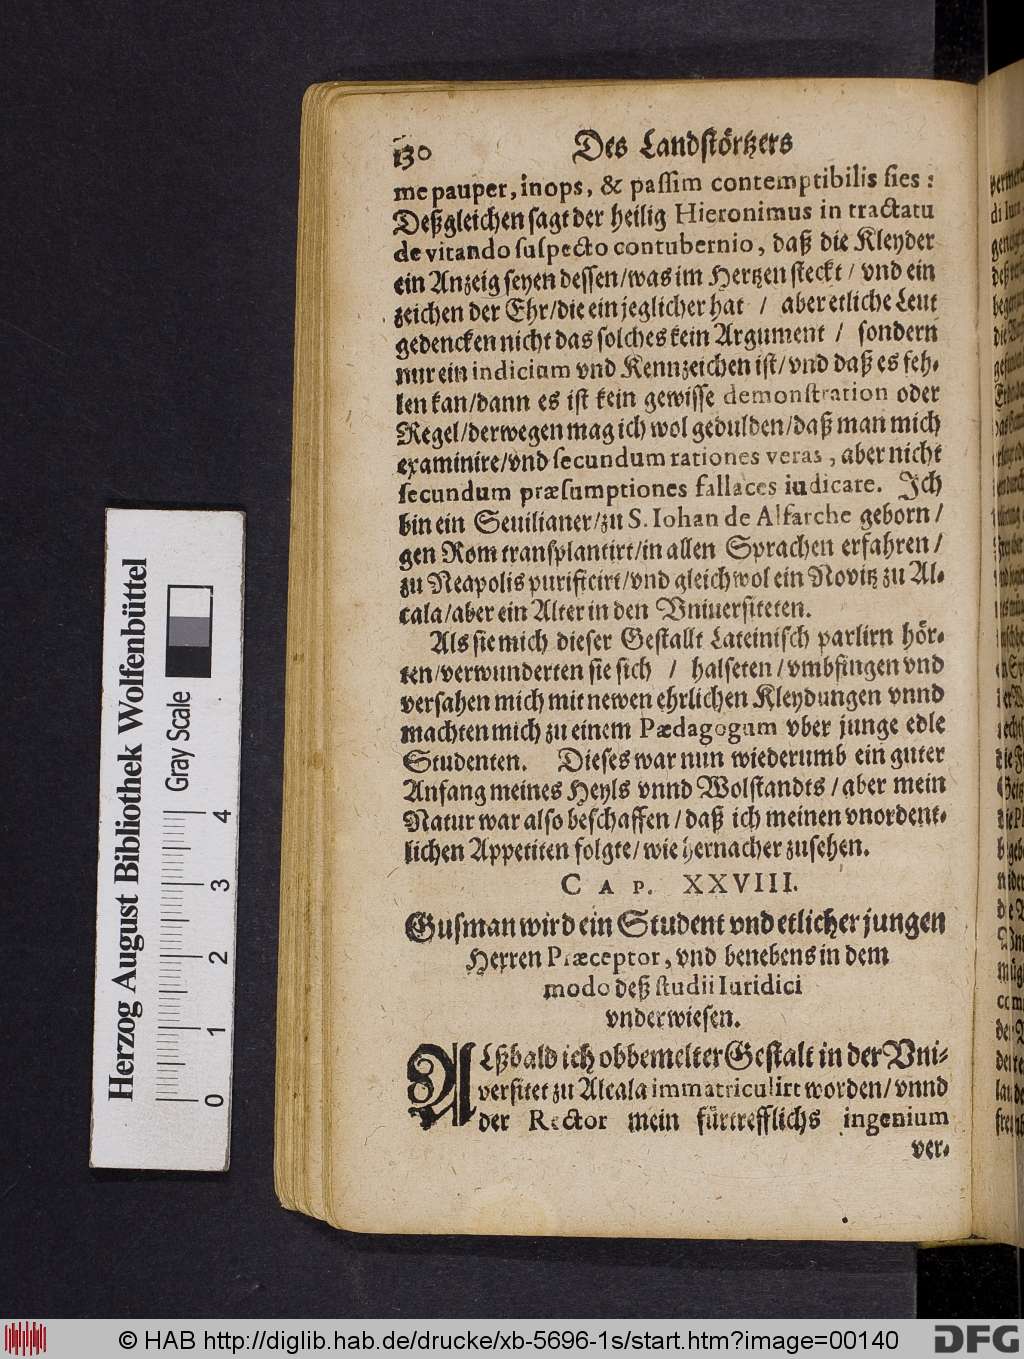 130 Des Landstörtzers
me pauper, inops, & passim contemptibilis sies:
Deßgleichen sagt der heilig Hieronimus in tractatu
de vitando suspecto contubernio, daß die Kleyder
ein Anzeig seyen dessen/was im Hertzen steckt / vnd ein
zeichen der Ehr/die ein jeglicher hat / aber etliche Leut
gedencken nicht das solches kein Argument / sondern
nur ein indicium vnd Kennzeichen ist/vnd daß es feh-
len kan/dann es ist kein gewisse demonstration oder
Regel/derwegen mag ich wol gedulden/daß man mich
examinire/vnd secundum rationes veras, aber nicht
secundum præsumptiones fallaces iudicare. Ich
bin ein Seuilianer/zu S. Iohan de Alfarche geborn/
gen Rom transplantirt/in allen Sprachen erfahren/
zu Neapolis purificirt/vnd gleichwol ein Novitz zu Al-
cala/aber ein Alter in den Vniuersiteten.
Als sie mich dieser Gestallt Lateinisch parlirn hör-
ten/verwunderten sie sich / halseten/vmbfingen vnd
versahen mich mit newen ehrlichen Kleydungen vnnd
machten mich zu einem Pædagogum vber junge edle
Studenten. Dieses war nun wiederumb ein guter
Anfang meines Heyls vnnd Wolstandts/aber mein
Natur war also beschaffen/daß ich meinen vnordent-
lichen Appetiten folgte/wie hernacher zusehen.
CAP. XXVIII.
Gusman wird ein Student vnd etlicher jungen
Herren Præceptor, vnd benebens in dem
modo deß studii Iuridici
vnderwiesen.
ALßbald ich obbemelter Gestalt in der Vni-
versitet zu Alcala immatriculirt worden/vnnd
der Rector mein fürtrefflichs ingenium
ver-
Herzog August Bibliothek Wolfenbüttel
Gray Scale
0 1 2 3 4
© HAB http://diglib.hab.de/drucke/xb-5696-1s/start.htm?image=00140
DFG